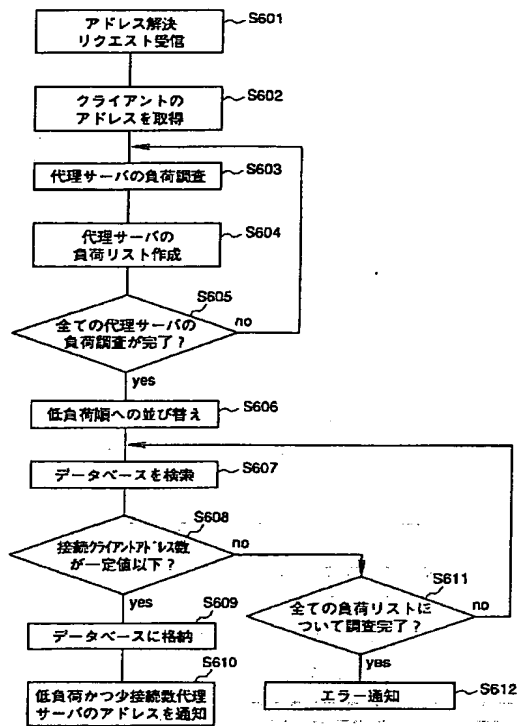 アドレス解決
リクエスト受信
S601
クライアントの
アドレスを取得
S602
代理サーバの負荷調査
S603
代理サーバの
負荷リスト作成
S604
S605
全ての代理サーバの
負荷調査が完了?
no
yes
低負荷順への並び替え
S606
データベースを検索
S607
S608
接続クライアントアドレス数
が一定値以下?
no
yes
S611
全ての負荷リストに
ついて調査完了?
no
yes
S609
データベースに格納
S610
低負荷かつ少接続数代理
サーバのアドレスを通知
エラー通知
S612